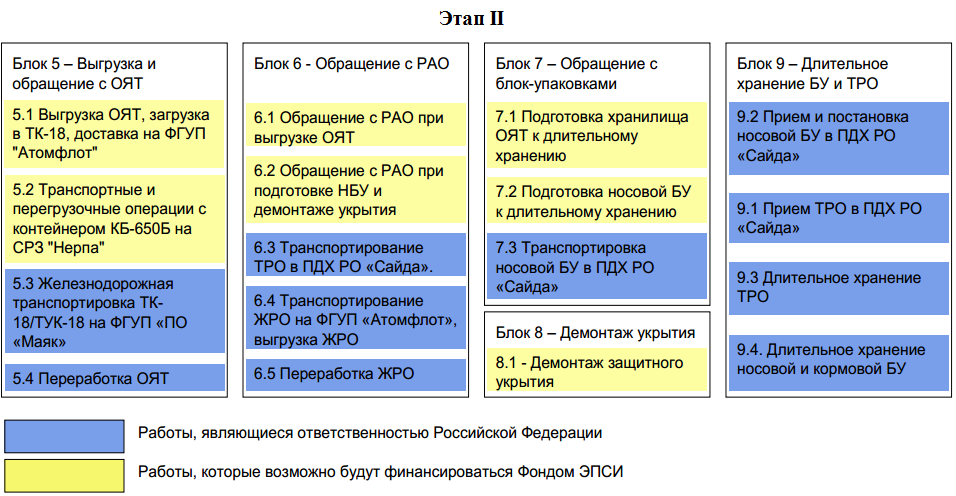 Этап II
Блок 5 – Выгрузка и
обращение с ОЯТ
5.1 Выгрузка ОЯТ, загрузка
в ТК-18, доставка на ФГУП
"Атомфлот"
5.2 Транспортные и
перегрузочные операции с
контейнером КБ-650Б на
СРЗ "Нерпа"
5.3 Железнодорожная
транспортировка ТК-
18/ТУК-18 на ФГУП «ПО
«Маяк»
5.4 Переработка ОЯТ
Блок 6 - Обращение с РАО
6.1 Обращение с РАО при
выгрузке ОЯТ
6.2 Обращение с РАО при
подготовке НБУ и
демонтаже укрытия
6.3 Транспортирование
ТРО в ПДХ РО «Сайда».
6.4 Транспортирование
ЖРО на ФГУП «Атомфлот»,
выгрузка ЖРО
6.5 Переработка ЖРО
Блок 7 – Обращение с
блок-упаковками
7.1 Подготовка хранилища
ОЯТ к длительному
хранению
7.2 Подготовка носовой БУ
к длительному хранению
7.3 Транспортировка
носовой БУ в ПДХ РО
«Сайда»
Блок 8 – Демонтаж укрытия
8.1 - Демонтаж защитного
укрытия
Блок 9 – Длительное
хранение БУ и ТРО
9.2 Прием и постановка
носовой БУ в ПДХ РО
«Сайда»
9.1 Прием ТРО в ПДХ РО
«Сайда»
9.3 Длительное хранение
ТРО
9.4. Длительное хранение
носовой и кормовой БУ
Работы, являющиеся ответственностью Российской Федерации
Работы, которые возможно будут финансироваться Фондом ЭПСИ